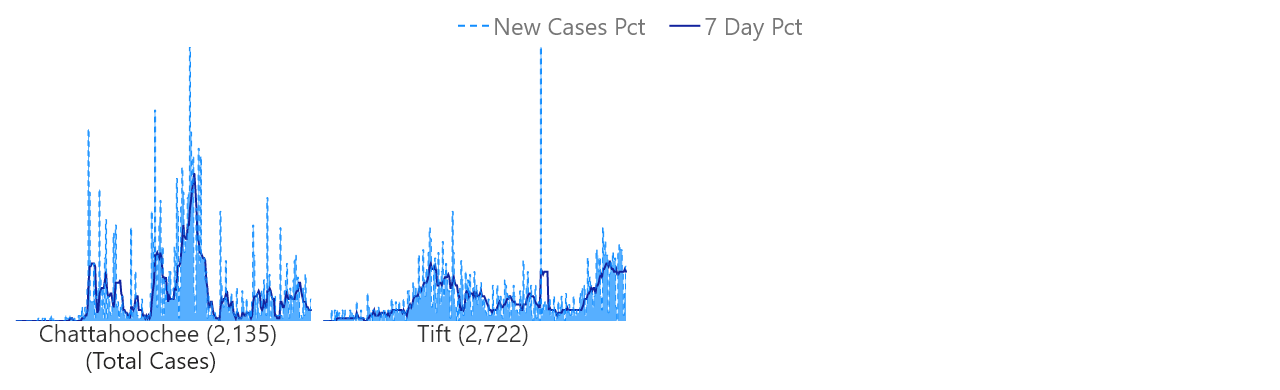 New Cases Pct 7 Day Pct
Chattahoochee (2,135) Tift (2,722)
(Total Cases)